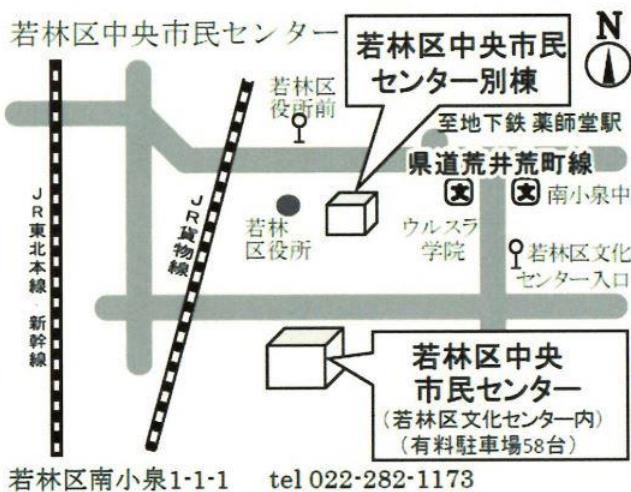 若林区中央市民センター
若林区中央市民
センター別棟
N
若林区
役所前
至地下鉄 薬師堂駅
県道荒井荒町線
文
文
南小泉中
JR東北本線・新幹線
JR貨物線
若林
区役所
ウルスラ
学院
若林区文化
センター入口
若林区中央
市民センター
(若林区文化センター内)
(有料駐車場58台)
若林区南小泉1-1-1 tel 022-282-1173